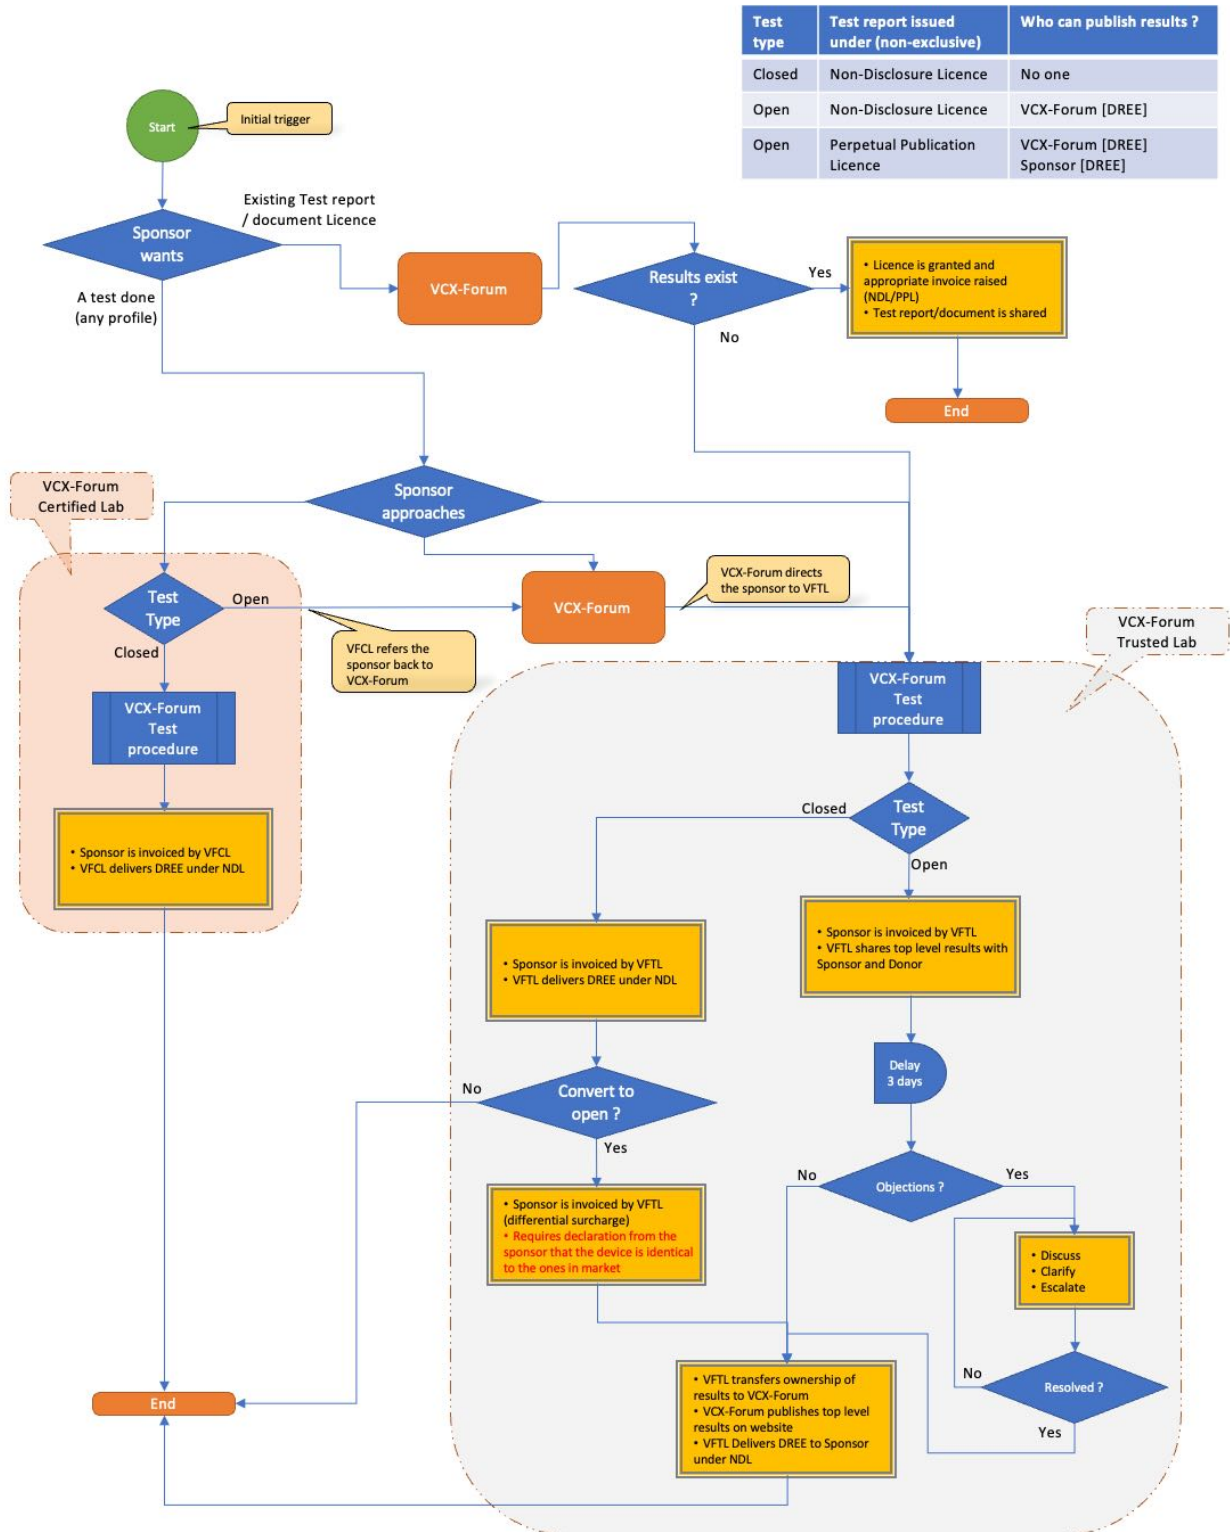 Test type
Test report issued under (non-exclusive)
Who can publish results ?
Closed
Non-Disclosure Licence
No one
Open
Non-Disclosure Licence
VCX-Forum [DREE]
Open
Perpetual Publication
Licence
VCX-Forum [DREE]
Sponsor [DREE]
Start
Initial trigger
Existing Test report
/ document Licence
Sponsor
wants
A test done
(any profile)
VCX-Forum
Results exist
?
Yes
No
• Licence is granted and
appropriate invoice raised
(NDL/PPL)
• Test report/document is shared
End
VCX-Forum
Certified Lab
Sponsor
approaches
Test
Type
Open
Closed
VFCL refers the
sponsor back to
VCX-Forum
VCX-Forum
VCX-Forum directs
the sponsor to VFTL
VCX-Forum
Trusted Lab
VCX-Forum
Test
procedure
• Sponsor is invoiced by VFCL
• VFCL delivers DREE under NDL
VCX-Forum
Test
procedure
Test
Type
Closed
Open
• Sponsor is invoiced by VFTL
• VFTL delivers DREE under NDL
• Sponsor is invoiced by VFTL
• VFTL shares top level results with
Sponsor and Donor
Delay
3 days
Convert to
open ?
No
Yes
• Sponsor is invoiced by VFTL
(differential surcharge)
• Requires declaration from the
sponsor that the device is identical
to the ones in market
Objections ?
No
Yes
• Discuss
• Clarify
• Escalate
Resolved ?
No
Yes
• VFTL transfers ownership of
results to VCX-Forum
• VCX-Forum publishes top level
results on website
• VFTL Delivers DREE to Sponsor
under NDL
End